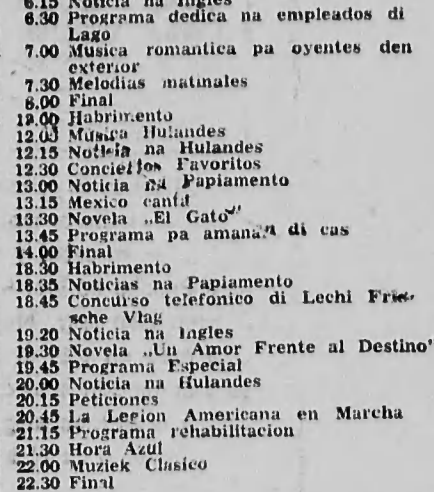 6.15 Noticia na Ingles
6.30 Programa dedica na empleados di
Lago
7.00 Musica romantica pa oyentes den
exterior
7.30 Melodias matinales
8.00 Final
12.00 Habrimento
12.03 Musica Hulandes
12.15 Noticia na Hulandes
12.30 Conciertos Favoritos
13.00 Noticia na Papiamento
13.15 Mexico canta
13.30 Novela „El Gato"
13.45 Programa pa amanan di cas
14.00 Final
18.30 Habrimento
18.35 Noticias na Papiamento
18.45 Concurso telefonico di Lechi Frie-
sche Vlag
19.20 Noticia na Ingles
19.30 Novela „Un Amor Frente al Destino'
19.45 Programa Especial
20.00 Noticia na Hulandes
20.15 Peticiones
20.45 La Legion Americana en Marcha
21.15 Programa rehabilitacion
21.30 Hora Azul
22.00 Muziek Clasico
22.30 Final